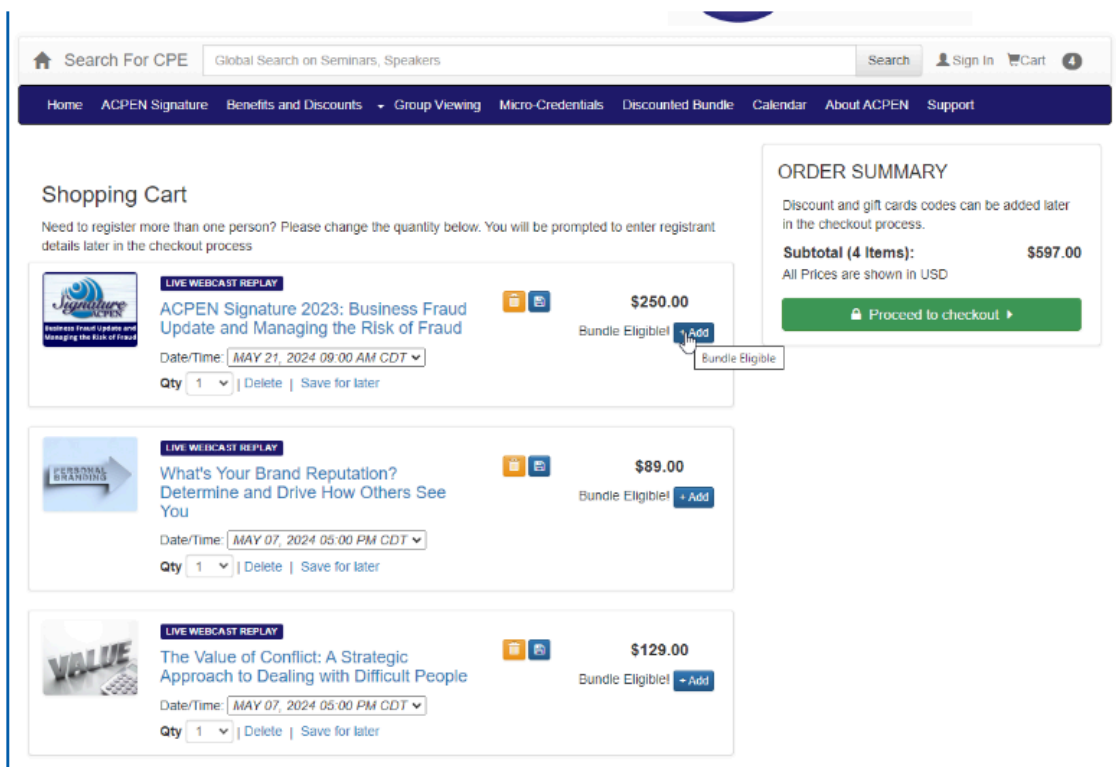 Search For CPE
Global Search on Seminars, Speakers
Search
Sign In
Cart
4
Home
ACPEN Signature
Benefits and Discounts
Group Viewing
Micro-Credentials
Discounted Bundle
Calendar
About ACPEN
Support
Shopping Cart
Need to register more than one person? Please change the quantity below. You will be prompted to enter registrant
details later in the checkout process
Signature
ACPEN
Business Fraud Update and
Managing the Risk of Fraud
LIVE WEBCAST REPLAY
ACPEN Signature 2023: Business Fraud
Update and Managing the Risk of Fraud
Date/Time: MAY 21, 2024 09:00 AM CDT
Qty 1 | Delete | Save for later
$250.00
Bundle Eligible! + Add
Bundle Eligible
PERSONAL
BRANDING
LIVE WEBCAST REPLAY
What's Your Brand Reputation?
Determine and Drive How Others See
You
Date/Time: MAY 07, 2024 05:00 PM CDT
Qty 1 | Delete | Save for later
$89.00
Bundle Eligible! + Add
VALUE
LIVE WEBCAST REPLAY
The Value of Conflict: A Strategic
Approach to Dealing with Difficult People
Date/Time: MAY 07, 2024 05:00 PM CDT
Qty 1 | Delete | Save for later
$129.00
Bundle Eligible! + Add
ORDER SUMMARY
Discount and gift cards codes can be added later
in the checkout process.
Subtotal (4 Items): $597.00
All Prices are shown in USD
Proceed to checkout